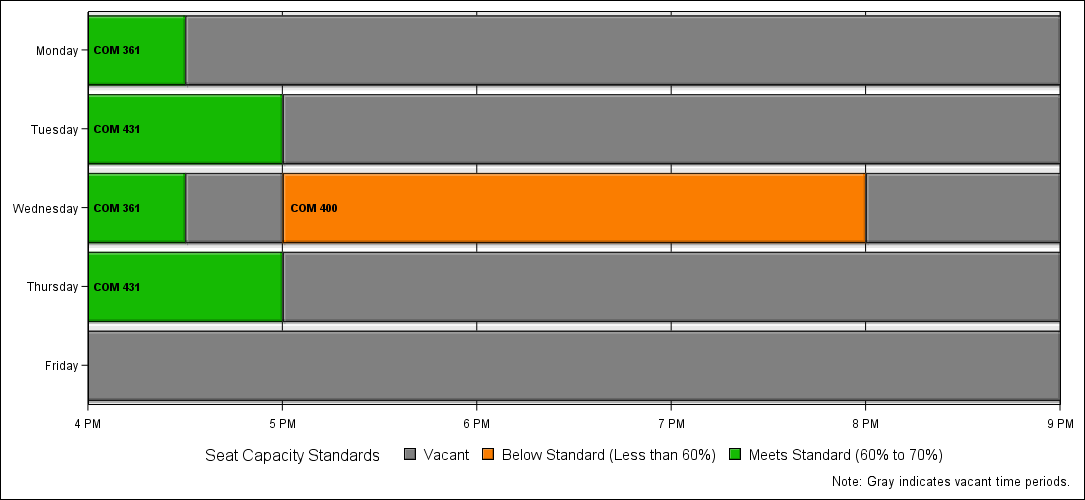 Monday COM 361
Tuesday COM 431
Wednesday COM 361 COM 400
Thursday COM 431
Friday
4 PM 5 PM 6 PM 7 PM 8 PM 9 PM
Seat Capacity Standards Vacant Below Standard (Less than 60%) Meets Standard (60% to 70%)
Note: Gray indicates vacant time periods.